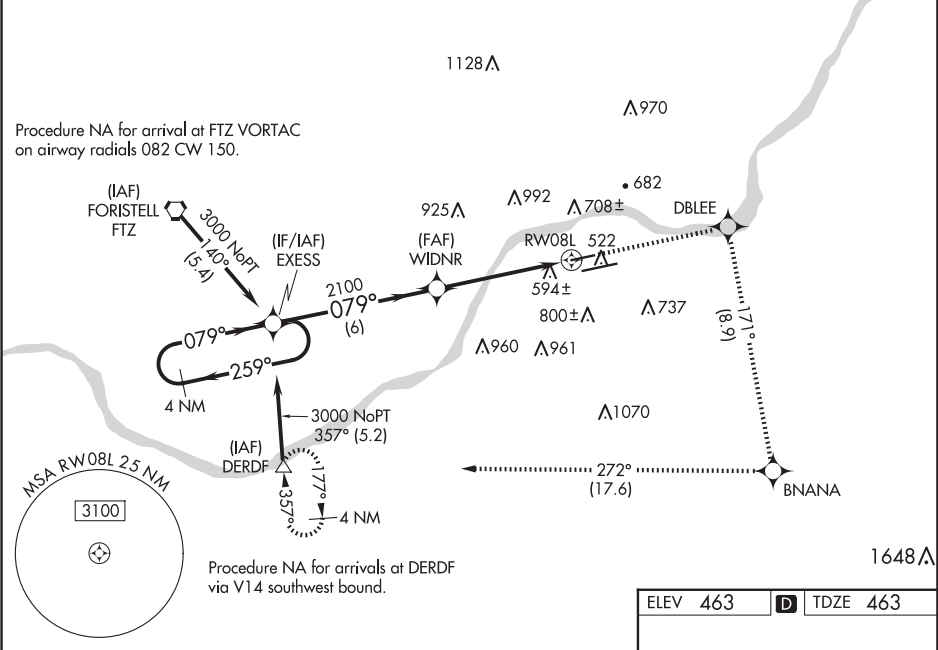 1128
970
Procedure NA for arrival at FTZ VORTAC
on airway radials 082 CW 150.
682
(IAF)
FORISTELL
FTZ
3000 NoPT
140°
(5.4)
992
925
708±
DBLEE
(IF/IAF)
EXESS
(FAF)
WIDNR
RW08L
522
2100
079°
(6)
594±
800±
737
171°
(8.9)
079°
960
961
259°
4 NM
1070
3000 NoPT
357° (5.2)
(IAF)
DERDF
177°
357°
4 NM
272°
(17.6)
BNANA
MSA RW08L 25 NM
3100
1648
Procedure NA for arrivals at DERDF
via V14 southwest bound.
ELEV 463 D TDZE 463